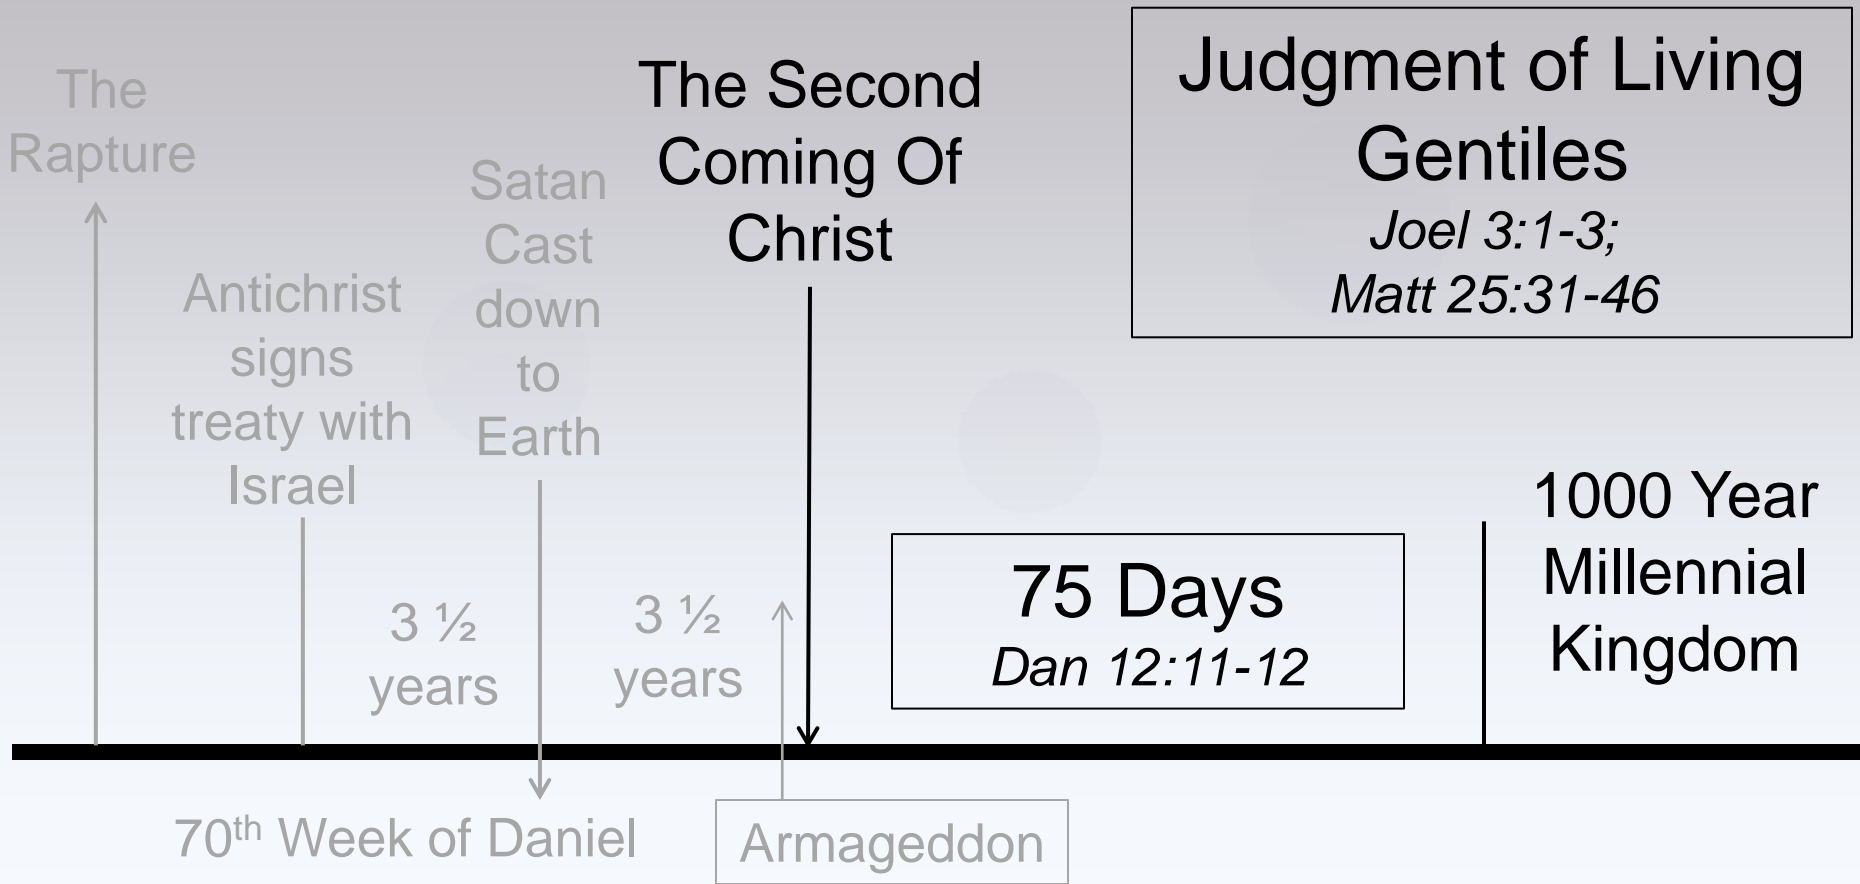 The
Rapture
Antichrist
signs
treaty with
Israel
3 ½
years
Satan
Cast
down
to
Earth
3 ½
years
The Second
Coming Of
Christ
Judgment of Living
Gentiles
Joel 3:1-3;
Matt 25:31-46
75 Days
Dan 12:11-12
1000 Year
Millennial
Kingdom
70th Week of Daniel
Armageddon